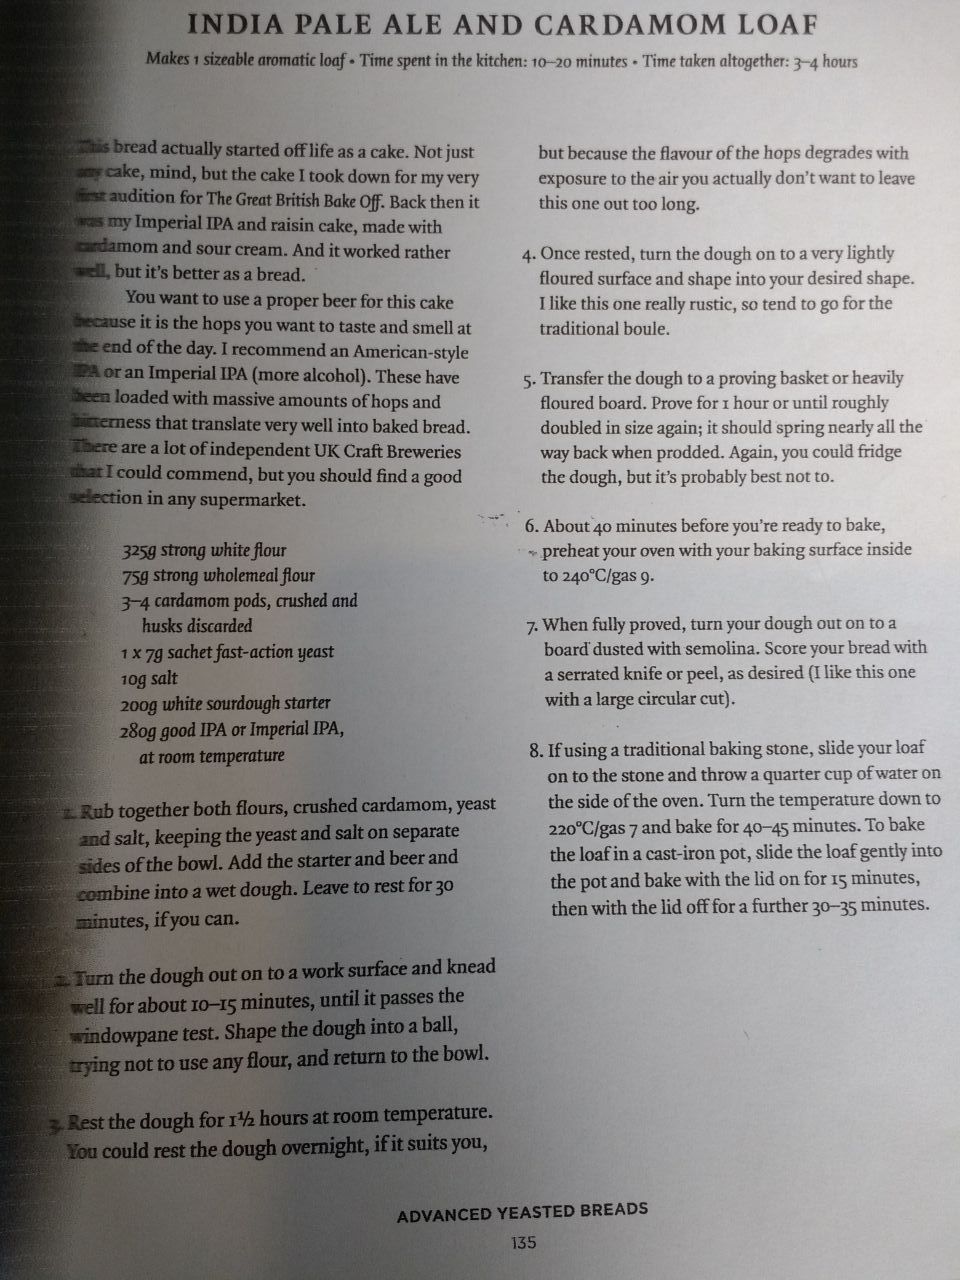 INDIA PALE ALE AND CARDAMOM LOAF
Makes 1 sizeable aromatic loaf • Time spent in the kitchen: 10–20 minutes • Time taken altogether: 3–4 hours
This bread actually started off life as a cake. Not just
any cake, mind, but the cake I took down for my very
first audition for The Great British Bake Off. Back then it
was my Imperial IPA and raisin cake, made with
cardamom and sour cream. And it worked rather
well, but it's better as a bread.
You want to use a proper beer for this cake
because it is the hops you want to taste and smell at
the end of the day. I recommend an American-style
IPA or an Imperial IPA (more alcohol). These have
been loaded with massive amounts of hops and
bitterness that translate very well into baked bread.
There are a lot of independent UK Craft Breweries
that I could commend, but you should find a good
selection in any supermarket.
325g strong white flour
75g strong wholemeal flour
3–4 cardamom pods, crushed and
husks discarded
1 x 7g sachet fast-action yeast
10g salt
200g white sourdough starter
280g good IPA or Imperial IPA,
at room temperature
1. Rub together both flours, crushed cardamom, yeast
and salt, keeping the yeast and salt on separate
sides of the bowl. Add the starter and beer and
combine into a wet dough. Leave to rest for 30
minutes, if you can.
2. Turn the dough out on to a work surface and knead
well for about 10–15 minutes, until it passes the
windowpane test. Shape the dough into a ball,
trying not to use any flour, and return to the bowl.
3. Rest the dough for 1½ hours at room temperature.
You could rest the dough overnight, if it suits you,
but because the flavour of the hops degrades with
exposure to the air you actually don't want to leave
this one out too long.
4. Once rested, turn the dough on to a very lightly
floured surface and shape into your desired shape.
I like this one really rustic, so tend to go for the
traditional boule.
5. Transfer the dough to a proving basket or heavily
floured board. Prove for 1 hour or until roughly
doubled in size again; it should spring nearly all the
way back when prodded. Again, you could fridge
the dough, but it's probably best not to.
6. About 40 minutes before you're ready to bake,
preheat your oven with your baking surface inside
to 240°C/gas 9.
7. When fully proved, turn your dough out on to a
board dusted with semolina. Score your bread with
a serrated knife or peel, as desired (I like this one
with a large circular cut).
8. If using a traditional baking stone, slide your loaf
on to the stone and throw a quarter cup of water on
the side of the oven. Turn the temperature down to
220°C/gas 7 and bake for 40–45 minutes. To bake
the loaf in a cast-iron pot, slide the loaf gently into
the pot and bake with the lid on for 15 minutes,
then with the lid off for a further 30–35 minutes.
ADVANCED YEASTED BREADS
135